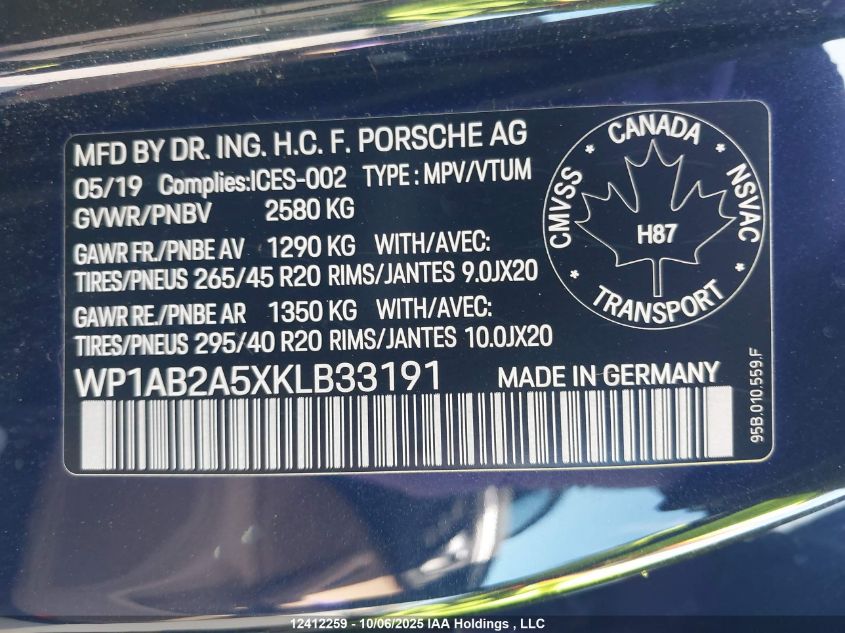 MFD BY DR. ING. H.C. F. PORSCHE AG
05/19 Complies:ICES-002 TYPE : MPV/VTUM
GVWR/PNBV 2580 KG
GAWR FR./PNBE AV 1290 KG WITH/AVEC:
TIRES/PNEUS 265/45 R20 RIMS/JANTES 9.0JX20
GAWR RE./PNBE AR 1350 KG WITH/AVEC:
TIRES/PNEUS 295/40 R20 RIMS/JANTES 10.0JX20
WP1AB2A5XKLB33191 MADE IN GERMANY
CANADA
CMVSS
NSVAC
H87
TRANSPORT
95B.010.559.F
12412259 - 10/06/2025 IAA Holdings , LLC